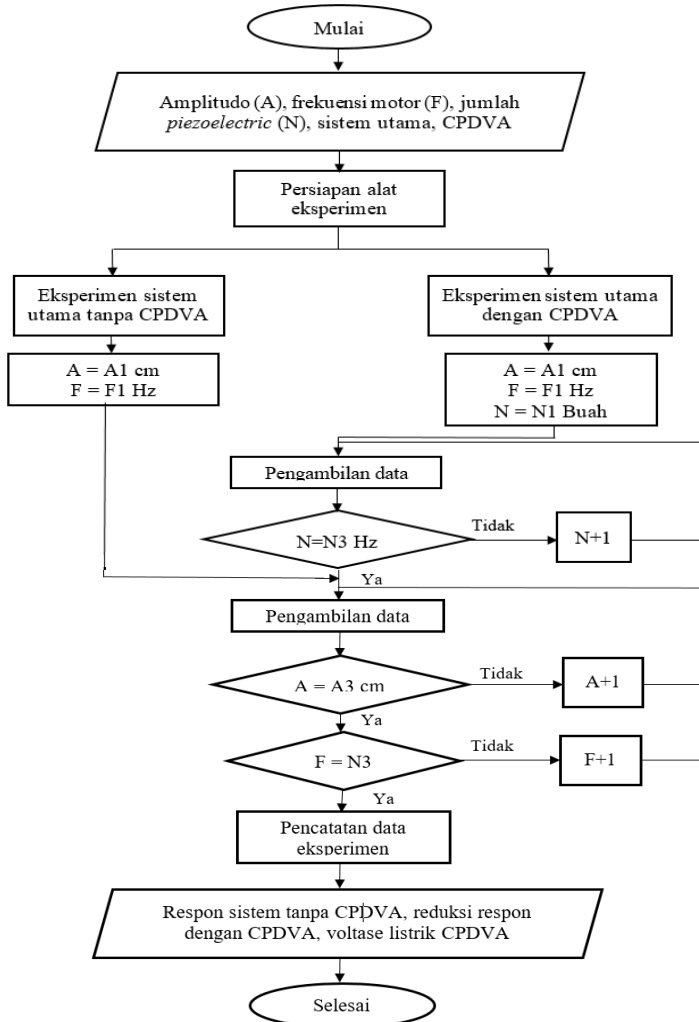 Mulai
Amplitudo (A), frekuensi motor (F), jumlah
piezoelectric (N), sistem utama, CPDVA
Persiapan alat
eksperimen
Eksperimen sistem
utama tanpa CPDVA
Eksperimen sistem utama
dengan CPDVA
A = A1 cm
F = F1 Hz
A = A1 cm
F = F1 Hz
N = N1 Buah
Pengambilan data
N=N3 Hz
Tidak
N+1
Ya
Pengambilan data
A = A3 cm
Tidak
A+1
Ya
F = N3
Tidak
F+1
Ya
Pencatatan data
eksperimen
Respon sistem tanpa CPDVA, reduksi respon
dengan CPDVA, voltase listrik CPDVA
Selesai